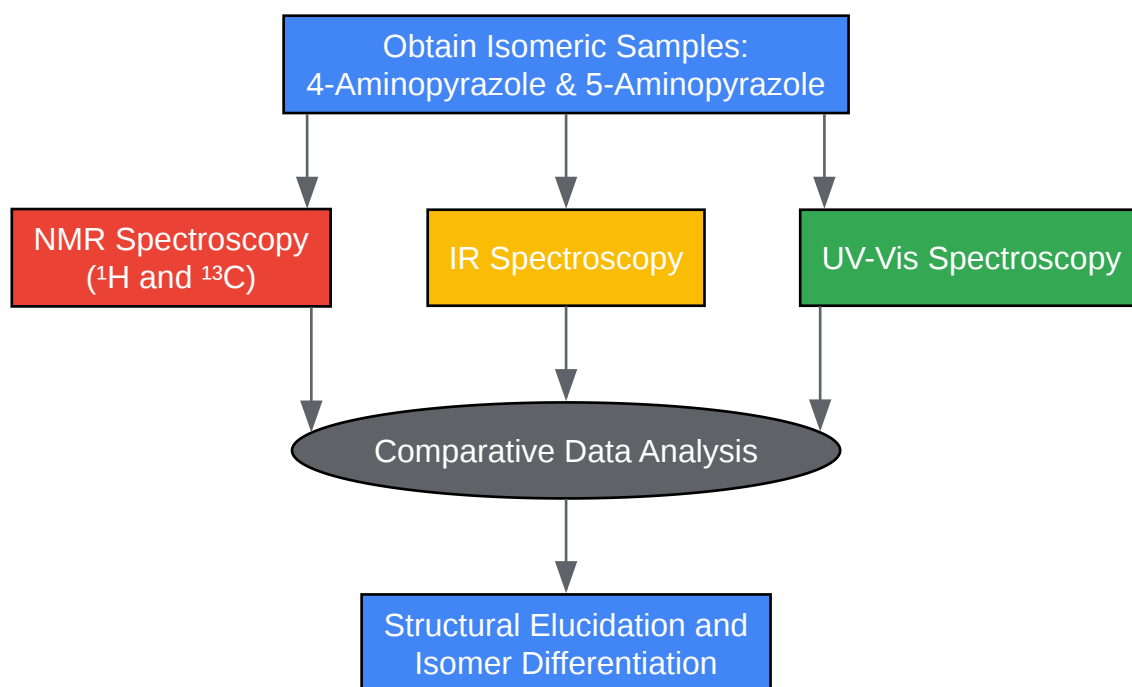 Obtain Isomeric Samples:
4-Aminopyrazole & 5-Aminopyrazole
NMR Spectroscopy
(¹H and ¹³C)
IR Spectroscopy
UV-Vis Spectroscopy
Comparative Data Analysis
Structural Elucidation and
Isomer Differentiation